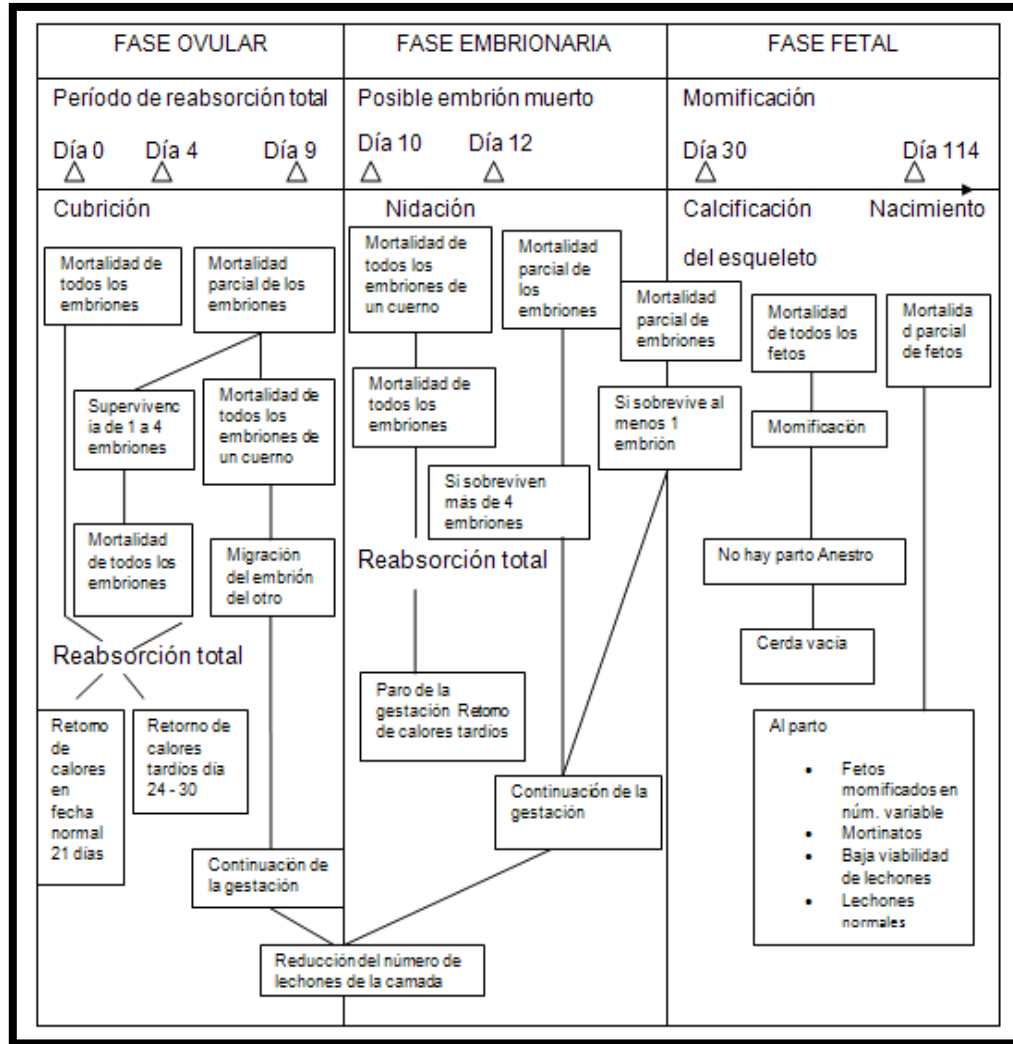 FASE OVULAR
FASE EMBRIONARIA
FASE FETAL
Período de reabsorción total
Posible embrión muerto
Momificación
Día 0
Día 4
Día 9
Día 10
Día 12
Día 30
Día 114
Cubrición
Nidación
Calcificación
Nacimiento
del esqueleto
Mortalidad de
todos los
embriones
Mortalidad
parcial de los
embriones
Supervivenc
ia de 1 a 4
embriones
Mortalidad de
todos los
embriones de
un cuerno
Mortalidad
de todos los
embriones
Migración
del embrión
del otro
Reabsorción total
Retorno
de
calores
en
fecha
normal
21 días
Retorno de
calores
tardíos día
24 - 30
Continuación de
la gestación
Mortalidad de
todos los
embriones de
un cuerno
Mortalidad
parcial de
los
embriones
Mortalidad
parcial de
embriones
Mortalidad de
todos los
embriones
Si sobrevive al
menos 1
embrión
Si sobreviven
más de 4
embriones
Reabsorción total
Paro de la
gestación Retorno
de calores tardíos
Continuación de la
gestación
Reducción del número de
lechones de la camada
Mortalidad
de todos los
fetos
Mortalida
d parcial
de fetos
Momificación
No hay parto Anestro
Cerda vacía
Al parto
• Fetos
momificados en
núm. variable
• Mortinatos
• Baja viabilidad
de lechones
• Lechones
normales